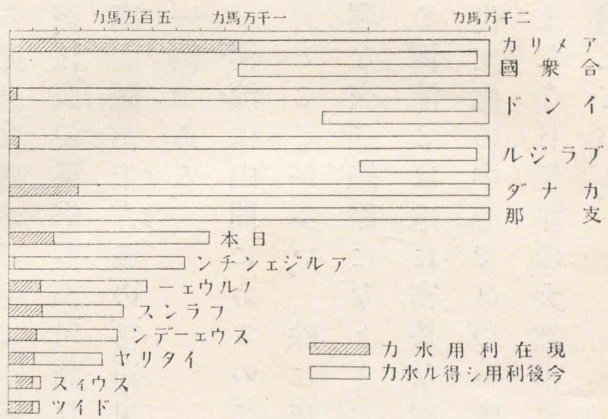 二千万馬力 一千万馬力 五百万馬力
アメリカ
合衆國
インド
ブラジル
カナダ
支那
日本
アルジェンチン
ノルウェー
フランス
スウェーデン
イタリヤ
スウィス
ドイツ
現在利用水力
今後利用シ得ル水力